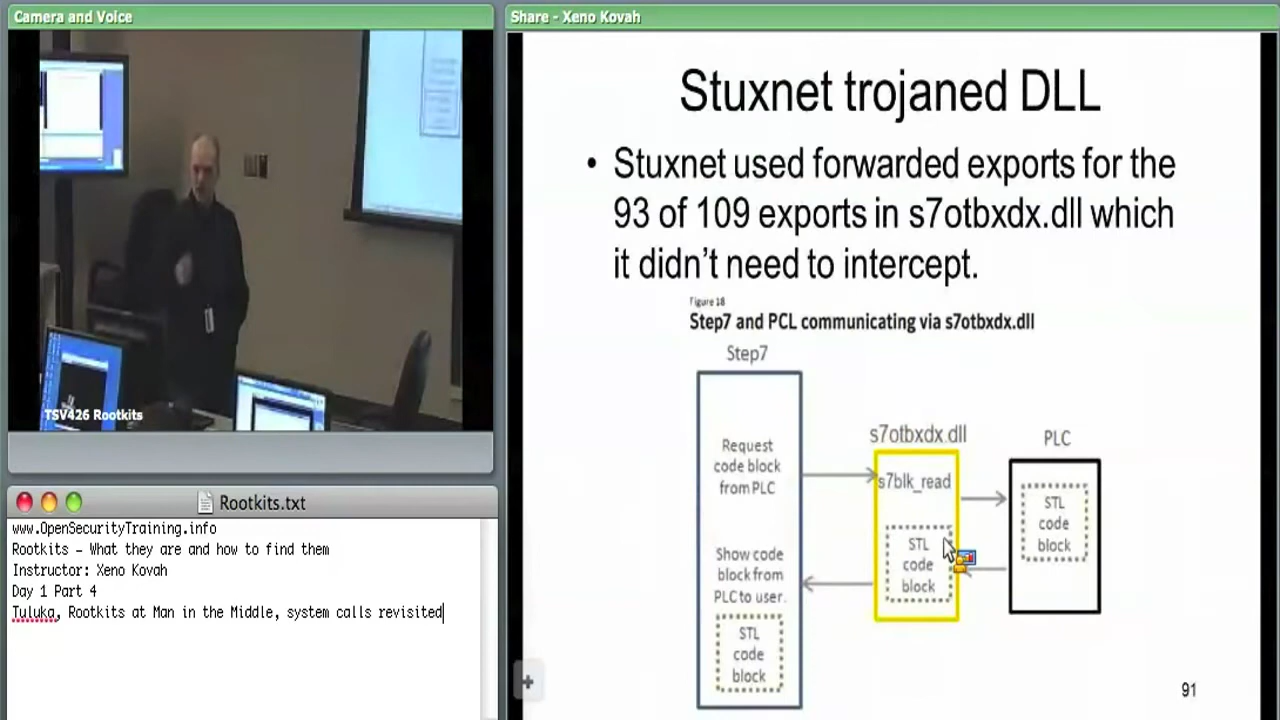 Camera and Voice
TSV426 Rootkits
Rootkits.txt
www.OpenSecurityTraining.info
Rootkits - What they are and how to find them
Instructor: Xeno Kovah
Day 1 Part 4
Tuluka, Rootkits at Man in the Middle, system calls revisited
Share - Xeno Kovah
Stuxnet trojaned DLL
• Stuxnet used forwarded exports for the
93 of 109 exports in s7otbxdx.dll which
it didn't need to intercept.
Figure 18
Step7 and PCL communicating via s7otbxdx.dll
Step7
Request
code block
from PLC
Show code
block from
PLC to user.
STL
code
block
s7otbxdx.dll
s7blk_read
STL
code
block
PLC
STL
code
block
91